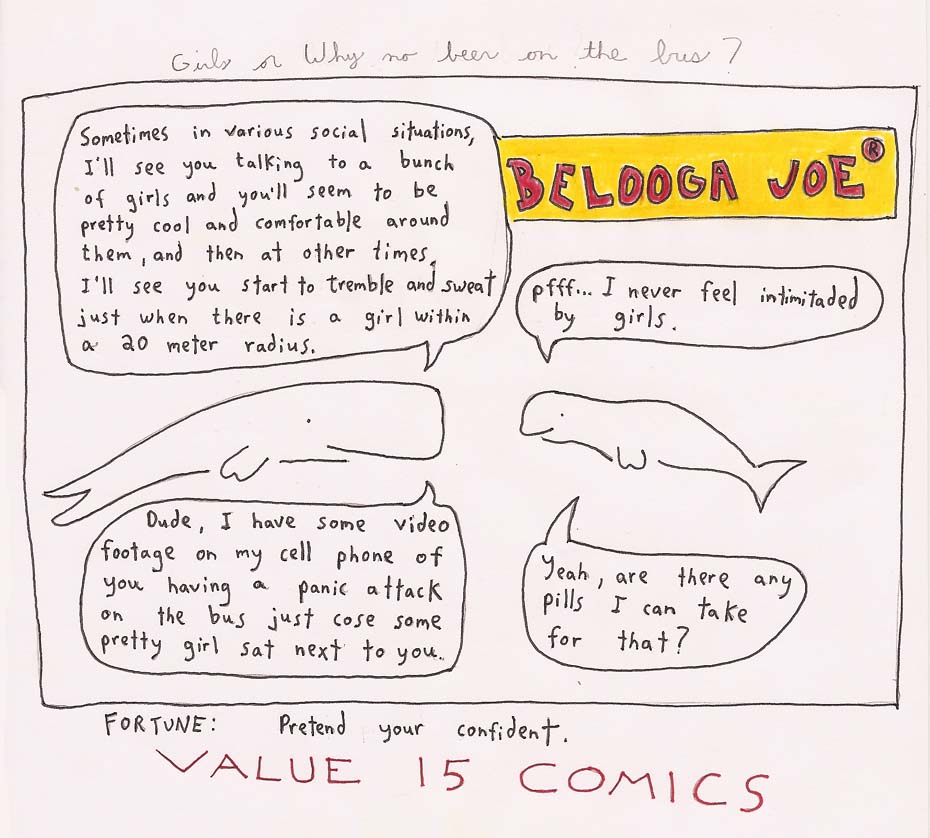 Girls or Why no beer on the bus?
Sometimes in various social situations,
I'll see you talking to a bunch
of girls and you'll seem to be
pretty cool and comfortable around
them, and then at other times,
I'll see you start to tremble and sweat
just when there is a girl within
a 20 meter radius.
BELOOGA JOE®
pfff... I never feel intimitaded
by girls.
Dude, I have some video
footage on my cell phone of
you having a panic attack
on the bus just cose some
pretty girl sat next to you.
Yeah, are there any
pills I can take
for that?
FORTUNE: Pretend your confident.
VALUE 15 COMICS